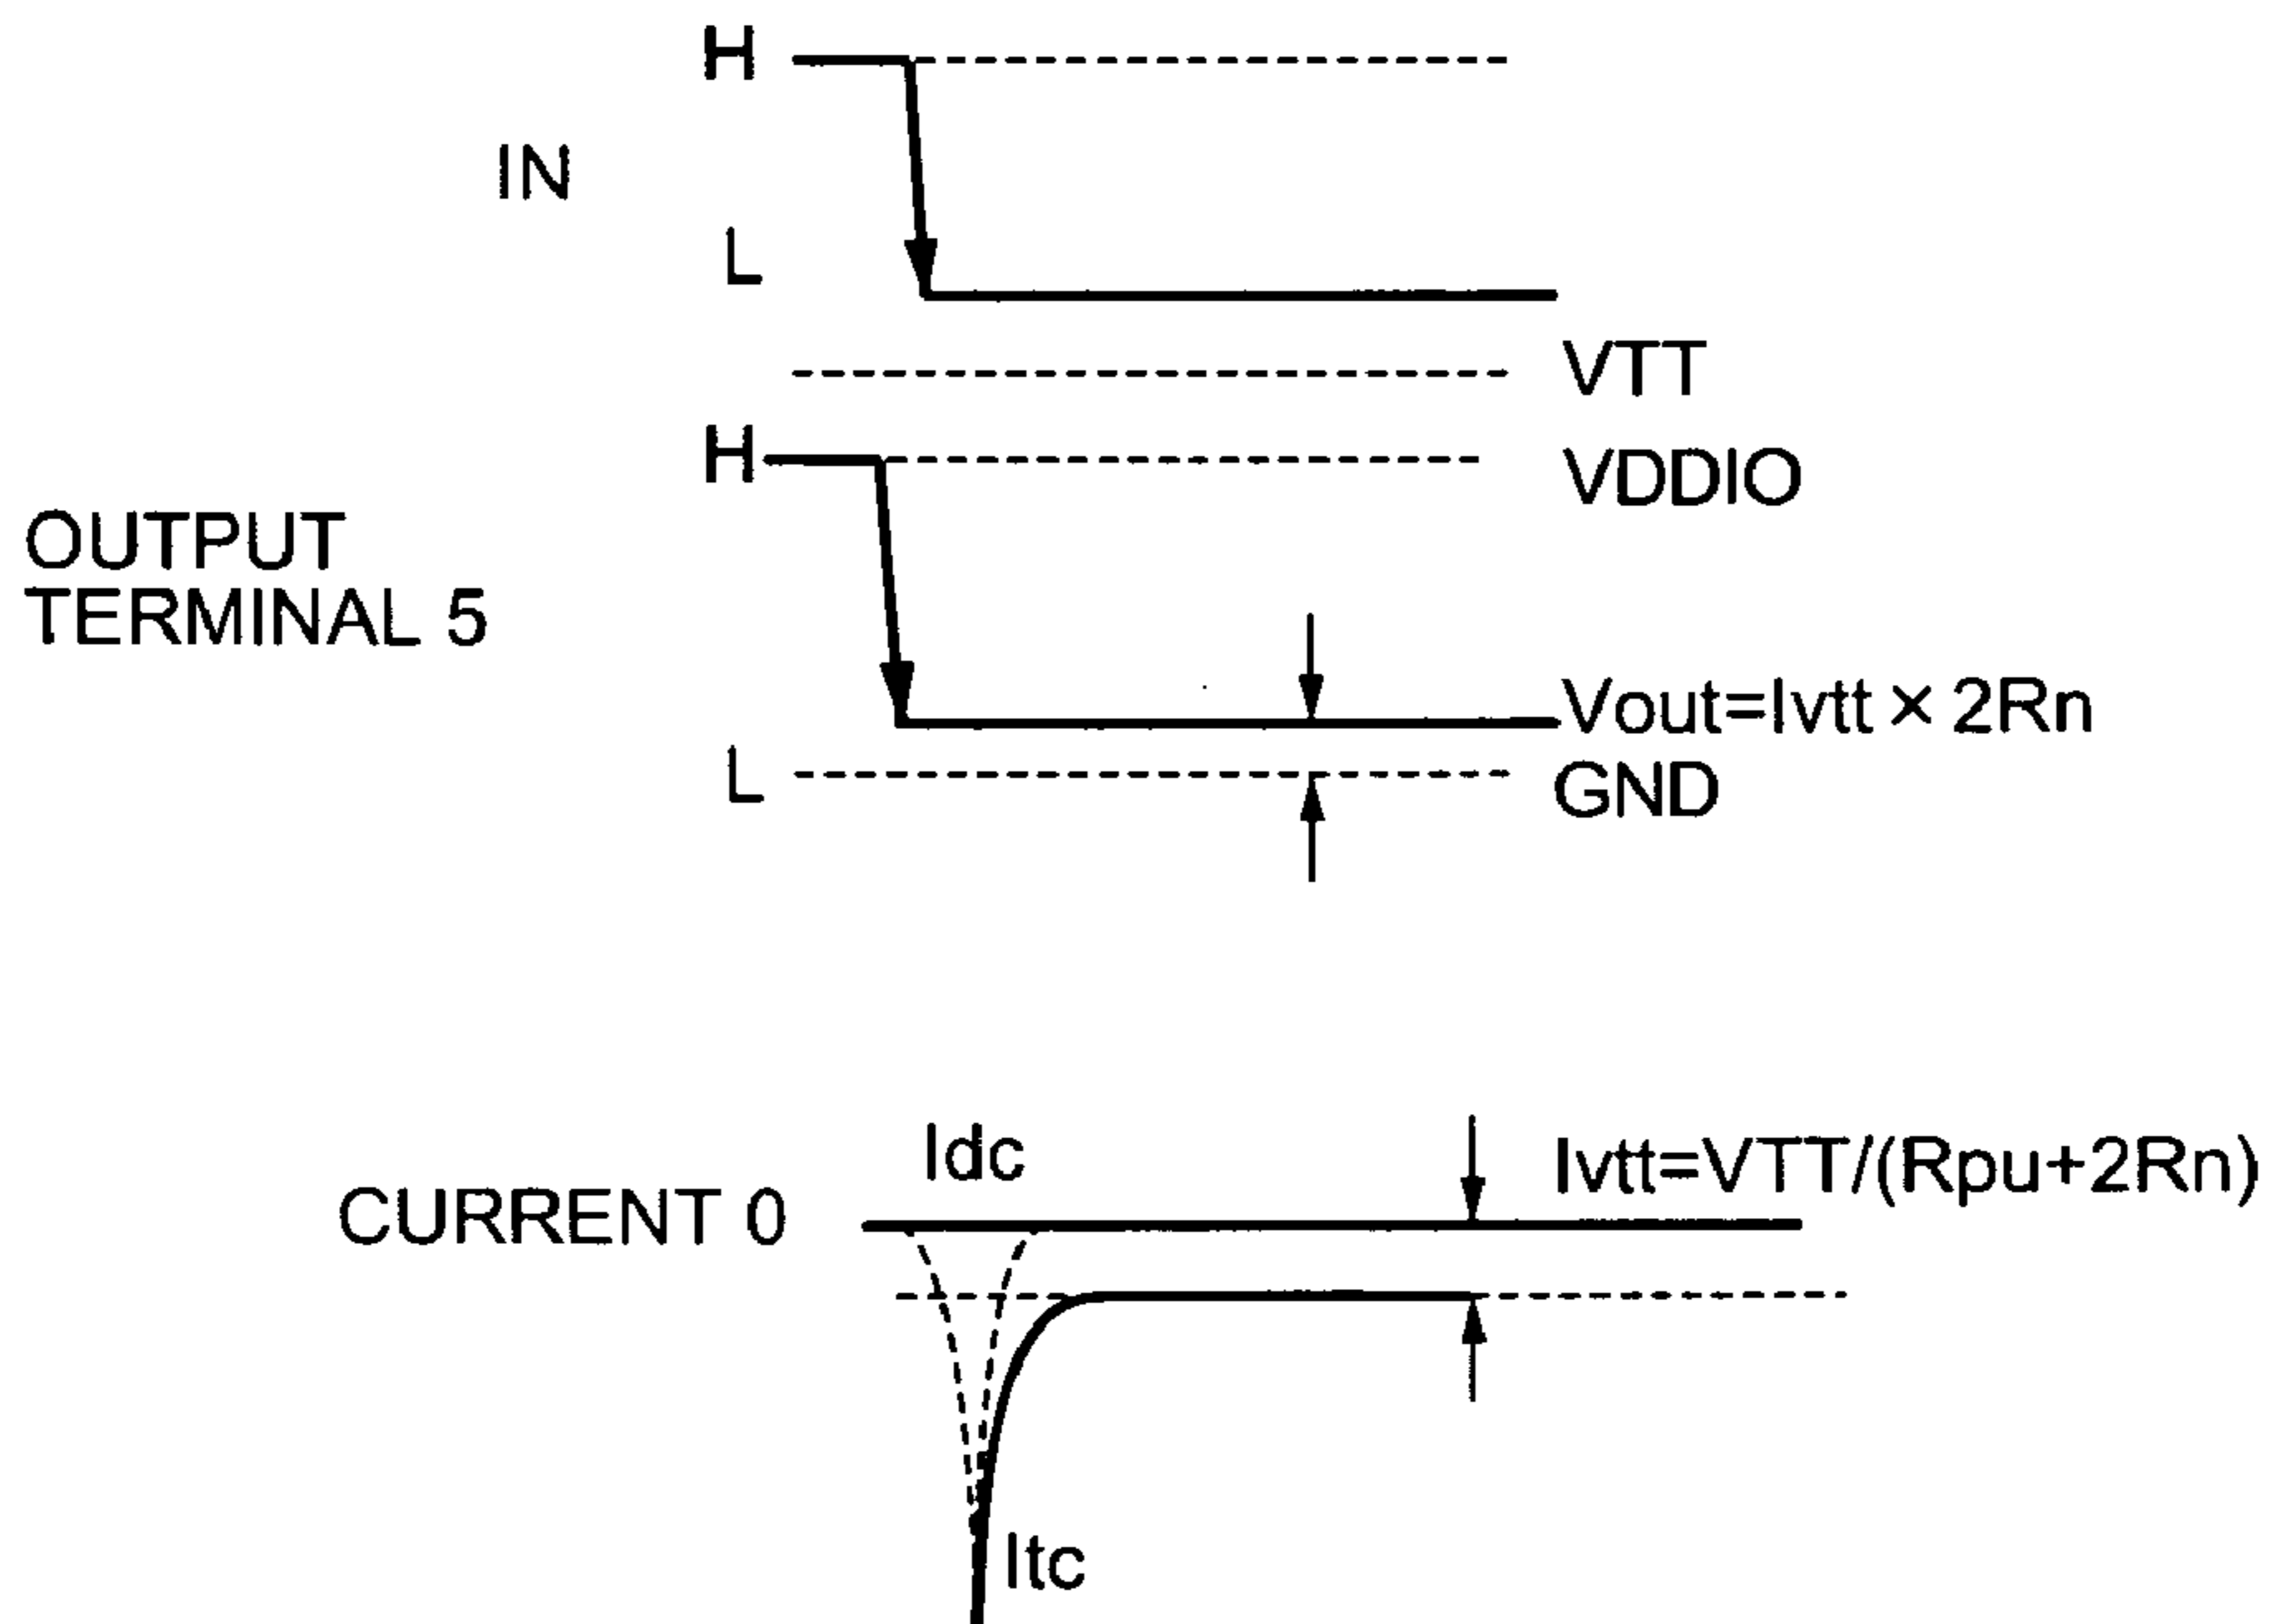 H
IN
L
VTT
H
VDDIO
OUTPUT
TERMINAL 5
Vout=Ivtt × 2Rn
L
GND
Idc
Ivtt=VTT/(Rpu+2Rn)
CURRENT 0
Itc